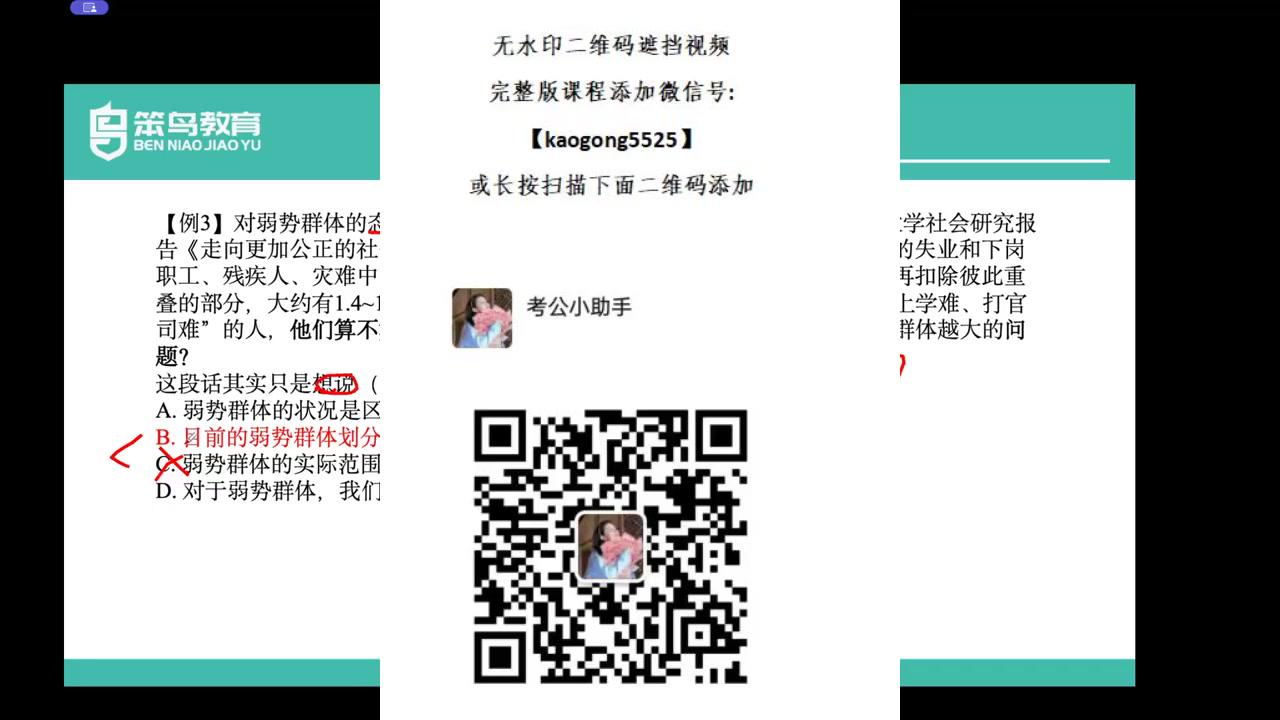 无水印二维码遮挡视频
完整版课程添加微信号:
【kaogong5525】
或长按扫描下面二维码添加
考公小助手
笨鸟教育
BEN NIAO JIAO YU
【例3】对弱势群体的
学社会研究报
告《走向更加公正的社
的失业和下岗
职工、残疾人、灾难中
再扣除彼此重
叠的部分，大约有1.4~1
上学难、打官
司难”的人，他们算不
群体越大的问
题？
这段话其实只是想说（
A. 弱势群体的状况是区
B. 目前的弱势群体划分
C. 弱势群体的实际范围
D. 对于弱势群体，我们